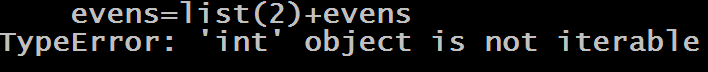 evens=list(2)+evens
TypeError: 'int' object is not iterable